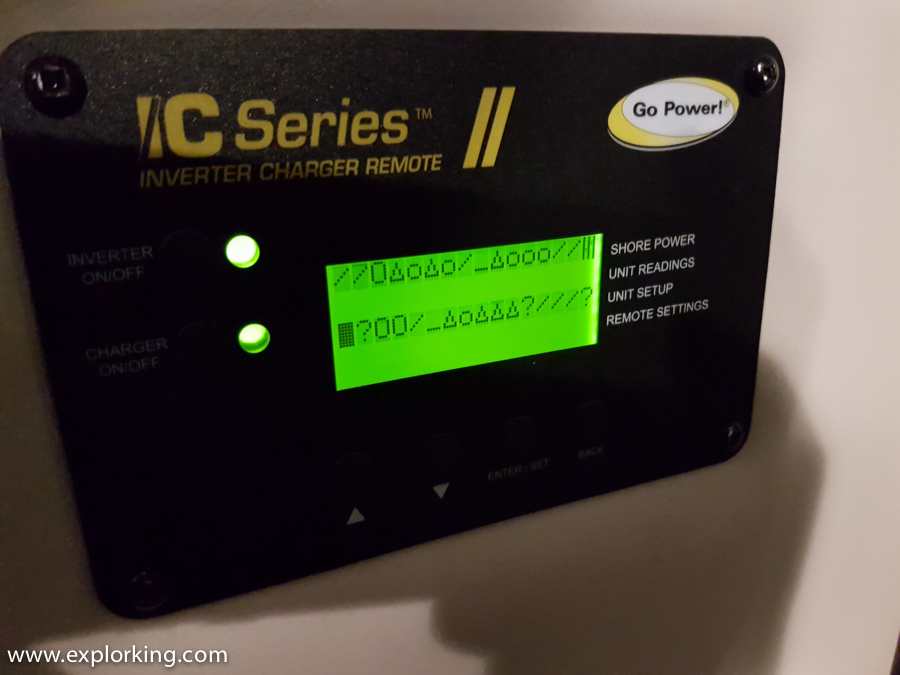 IC Series™ //
INVERTER CHARGER REMOTE
Go Power!®
INVERTER
ON/OFF
CHARGER
ON/OFF
SHORE POWER
UNIT READINGS
UNIT SETUP
REMOTE SETTINGS
▲
▼
ENTER / SET
BACK
www.explorking.com